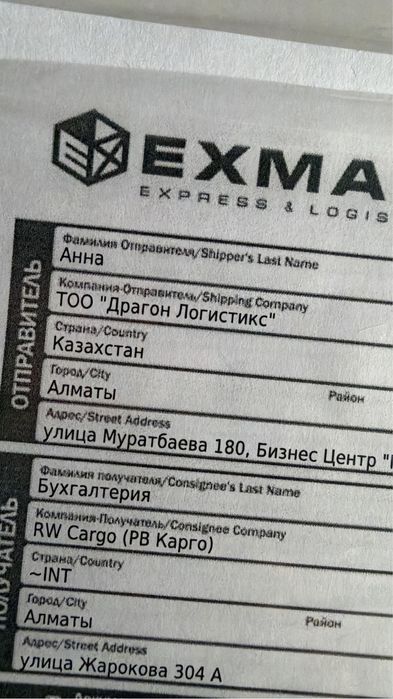 EXMA
EXPRESS & LOGIS
ОТПРАВИТЕЛЬ
Фамилия Отправителя/Shipper's Last Name
Анна
Компания-Отправитель/Shipping Company
ТОО "Драгон Логистикс"
Страна/Country
Казахстан
Город/City Район
Алматы
Адрес/Street Address
улица Муратбаева 180, Бизнес Центр "
ПОЛУЧАТЕЛЬ
Фамилия получателя/Consignee's Last Name
Бухгалтерия
Компания-Получатель/Consignee Company
RW Cargo (РВ Карго)
Страна/Country
~INT
Город/City Район
Алматы
Адрес/Street Address
улица Жарокова 304 А